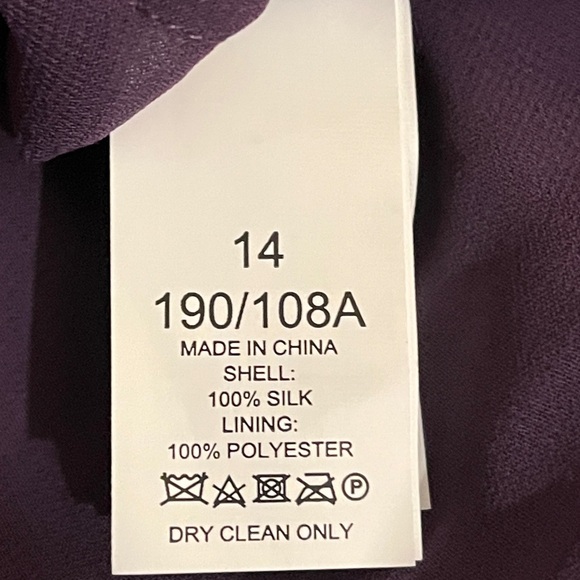 14
190/108A
MADE IN CHINA
SHELL:
100% SILK
LINING:
100% POLYESTER
P
DRY CLEAN ONLY